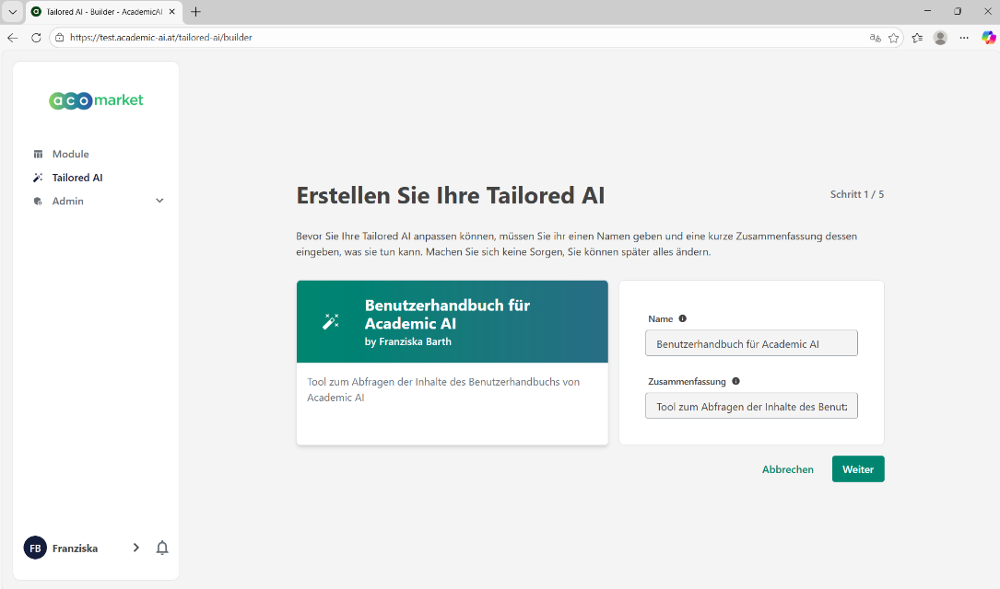 Tailored AI - Builder - AcademicAI
https://test.academic-ai.at/tailored-ai/builder
aco market
Module
Tailored AI
Admin
Erstellen Sie Ihre Tailored AI
Schritt 1 / 5
Bevor Sie Ihre Tailored AI anpassen können, müssen Sie ihr einen Namen geben und eine kurze Zusammenfassung dessen
eingeben, was sie tun kann. Machen Sie sich keine Sorgen, Sie können später alles ändern.
Benutzerhandbuch für
Academic AI
by Franziska Barth
Tool zum Abfragen der Inhalte des Benutzerhandbuchs von
Academic AI
Name
Benutzerhandbuch für Academic AI
Zusammenfassung
Tool zum Abfragen der Inhalte des Benut
Abbrechen
Weiter
FB
Franziska